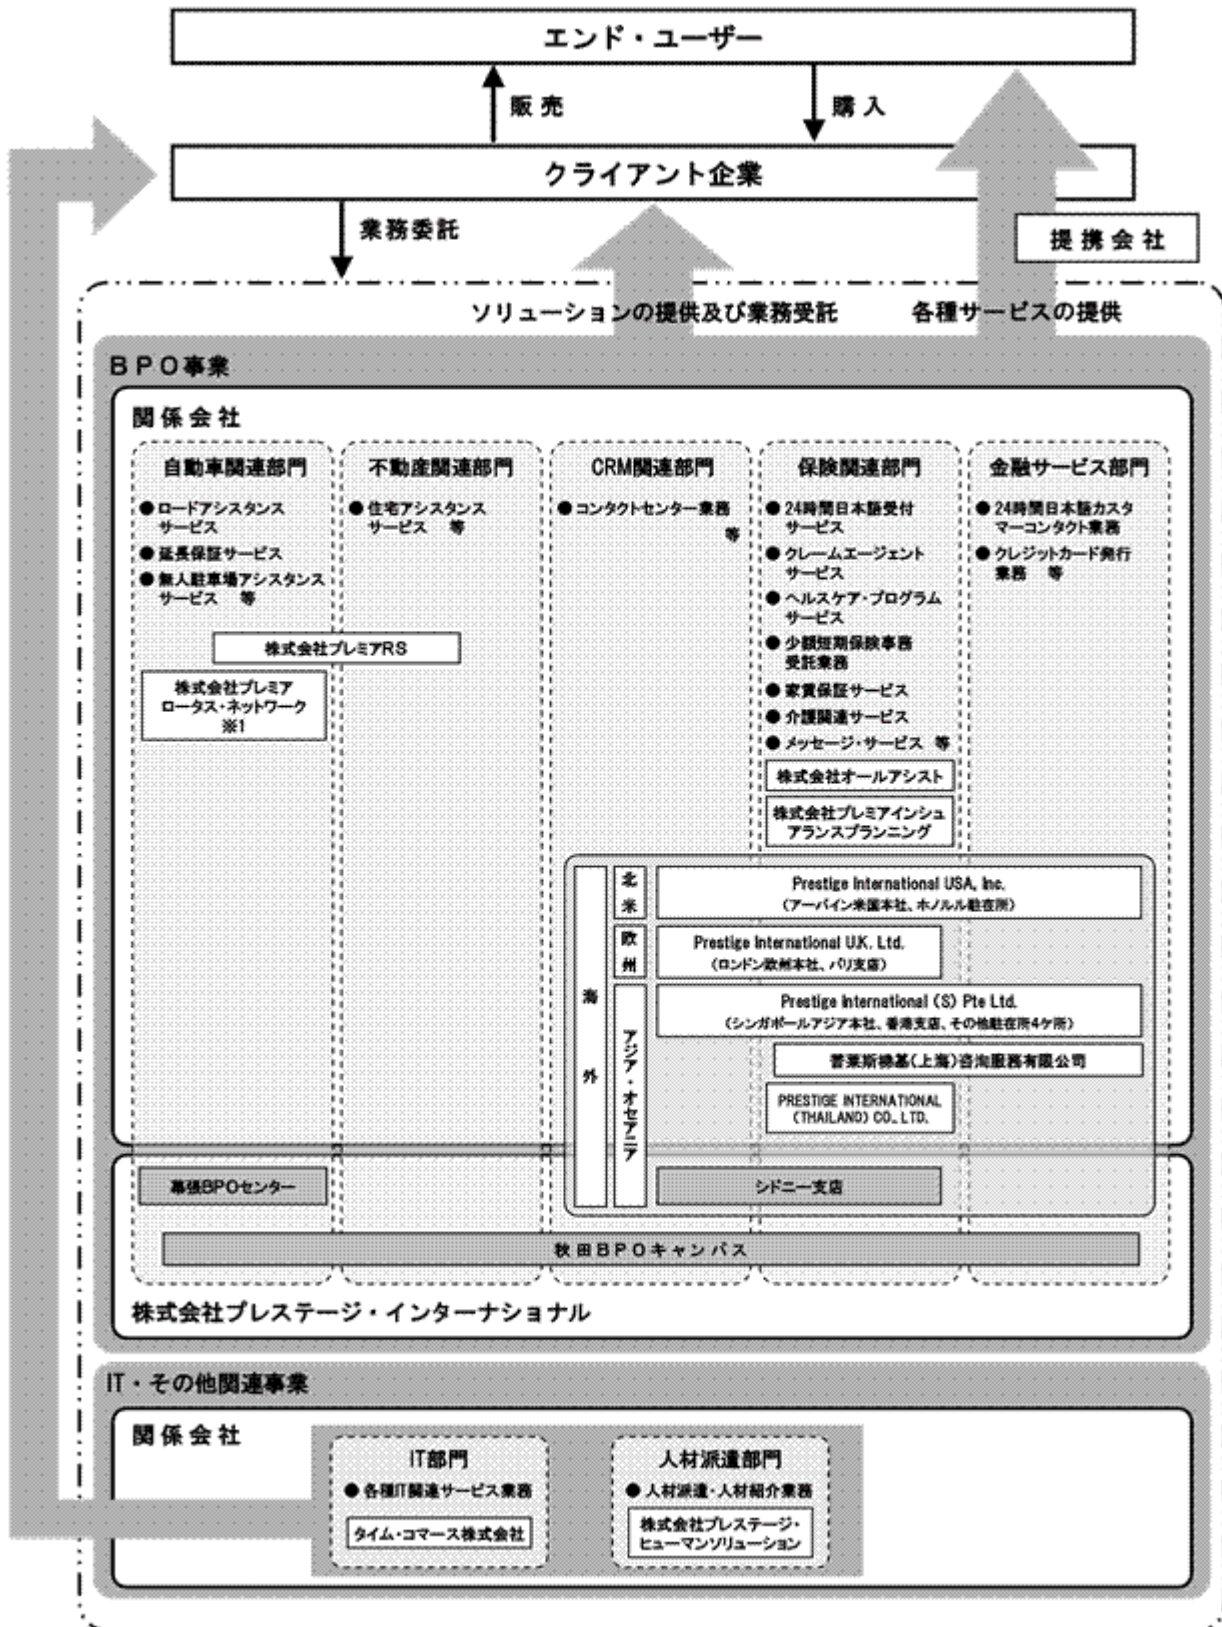 エンド・ユーザー
販売
購入
クライアント企業
業務委託
提携会社
ソリューションの提供及び業務受託
各種サービスの提供
BPO事業
関係会社
自動車関連部門
●ロードアシスタンス
サービス
●延長保証サービス
●無人駐車場アシスタンス
サービス 等
不動産関連部門
●住宅アシスタンス
サービス 等
CRM関連部門
●コンタクトセンター業務
等
保険関連部門
●24時間日本語受付
サービス
●クレームエージェント
サービス
●ヘルスケア・プログラム
サービス
●少額短期保険事務
受託業務
●家賃保証サービス
●介護関連サービス
●メッセージ・サービス 等
金融サービス部門
●24時間日本語カスタ
マーコンタクト業務
●クレジットカード発行
業務 等
株式会社プレミアRS
株式会社プレミア
ロータス・ネットワーク
※1
株式会社オールアシスト
株式会社プレミアインシュ
アランスプランニング
海外
北米
Prestige International USA, Inc.
(アーバイン米国本社、ホノルル駐在所)
欧州
Prestige International U.K. Ltd.
(ロンドン欧州本社、パリ支店)
アジア・オセアニア
Prestige International (S) Pte Ltd.
(シンガポールアジア本社、香港支店、その他駐在所4ケ所)
普莱斯梯基(上海)咨洵服務有限公司
PRESTIGE INTERNATIONAL
(THAILAND) CO., LTD.
幕張BPOセンター
シドニー支店
秋田BPOキャンパス
株式会社プレステージ・インターナショナル
IT・その他関連事業
関係会社
IT部門
●各種IT関連サービス業務
タイム・コマース株式会社
人材派遣部門
●人材派遣・人材紹介業務
株式会社プレステージ・
ヒューマンソリューション